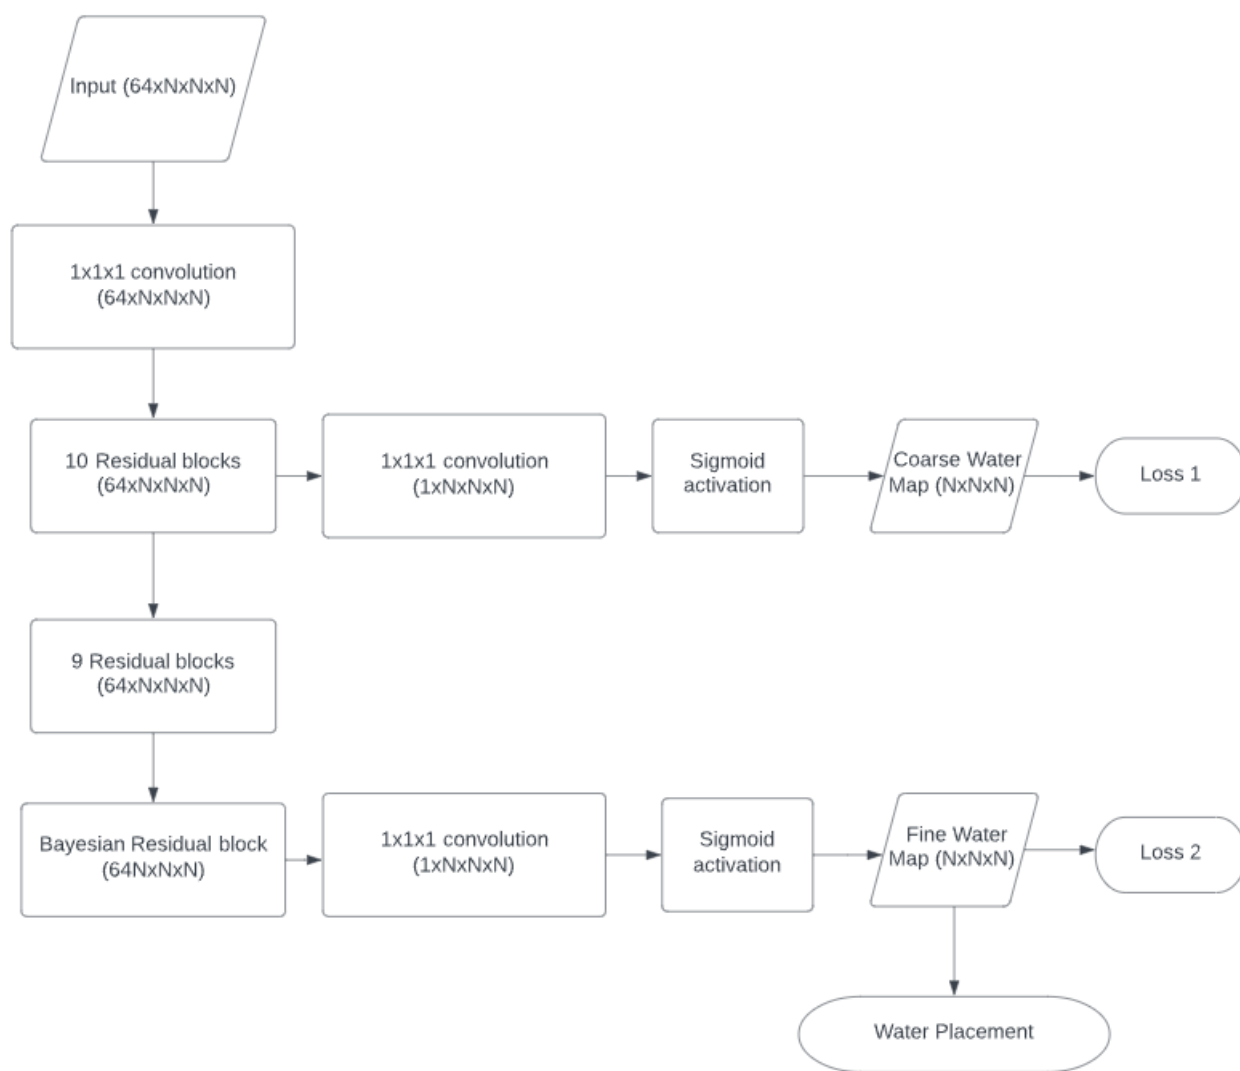 Input (64xNxNxN)
1x1x1 convolution
(64xNxNxN)
10 Residual blocks
(64xNxNxN)
1x1x1 convolution
(1xNxNxN)
Sigmoid
activation
Coarse Water
Map (NxNxN)
Loss 1
9 Residual blocks
(64xNxNxN)
Bayesian Residual block
(64NxNxN)
1x1x1 convolution
(1xNxNxN)
Sigmoid
activation
Fine Water
Map (NxNxN)
Loss 2
Water Placement